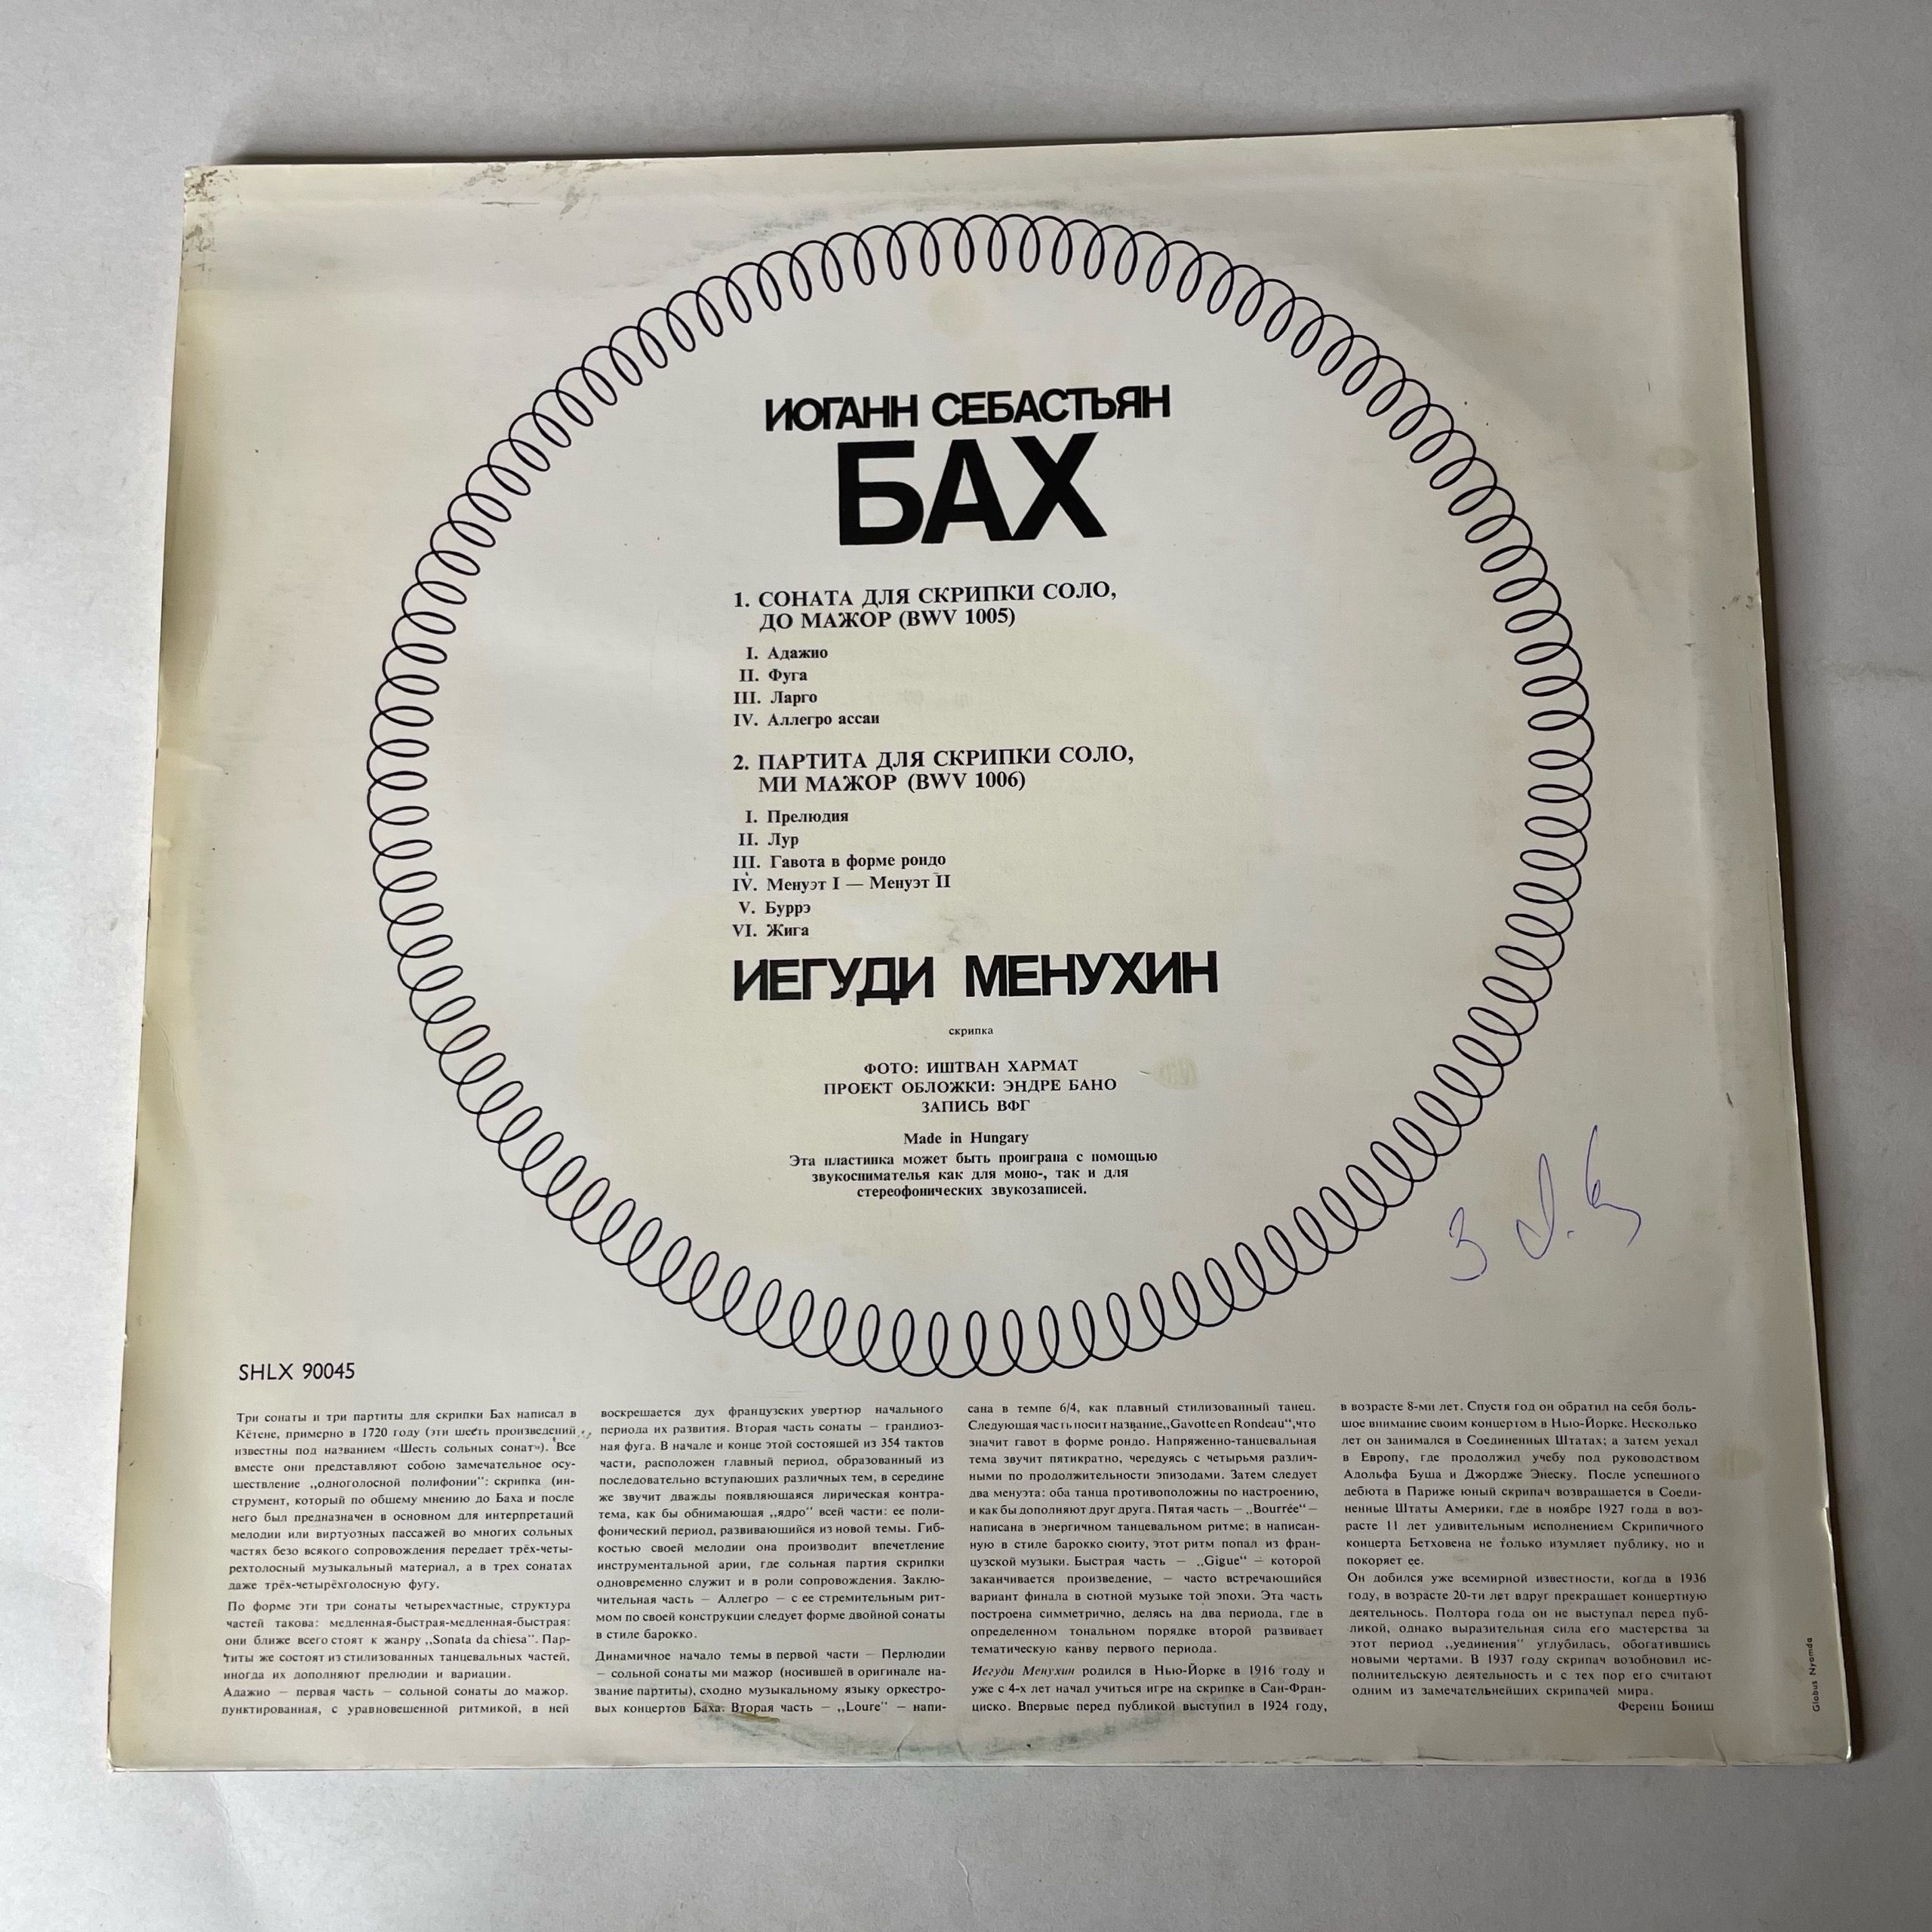 ИОГАНН СЕБАСТЬЯН
БАХ
1. СОНАТА ДЛЯ СКРИПКИ СОЛО,
ДО МАЖОР (BWV 1005)
I. Адажио
II. Фуга
III. Ларго
IV. Аллегро ассаи
2. ПАРТИТА ДЛЯ СКРИПКИ СОЛО,
МИ МАЖОР (BWV 1006)
I. Прелюдия
II. Лур
III. Гавота в форме рондо
IV. Менуэт I — Менуэт II
V. Буррэ
VI. Жига
ИЕГУДИ МЕНУХИН
скрипка
ФОТО: ИШТВАН ХАРМАТ
ПРОЕКТ ОБЛОЖКИ: ЭНДРЕ БАНО
ЗАПИСЬ ВФГ
Made in Hungary
Эта пластинка может быть проиграна с помощью
звукоснимателья как для моно-, так и для
стереофонических звукозаписей.
SHLX 90045
Три сонаты и три партиты для скрипки Бах написал в
Кётене, примерно в 1720 году (эти шесть произведений
известны под названием «Шесть сольных сонат»). Все
вместе они представляют собою замечательное осу-
шествление „одноголосной полифонии“: скрипка (ин-
струмент, который по общему мнению до Баха и после
него был предназначен в основном для интерпретаций
мелодии или виртуозных пассажей во многих сольных
частях безо всякого сопровождения передает трёх-четы-
рехтолосный музыкальный материал, а в трех сонатах
даже трёх-четырёхголосную фугу.
По форме эти три сонаты четырехчастные, структура
частей такова: медленная-быстрая-медленная-быстрая:
они ближе всего стоят к жанру „Sonata da chiesa“. Пар-
титы же состоят из стилизованных танцевальных частей,
иногда их дополняют прелюдии и вариации.
Адажио — первая часть — сольной сонаты до мажор.
пунктированная, с уравновешенной ритмикой, в ней
воскрешается дух французских увертюр начального
периода их развития. Вторая часть сонаты — грандиоз-
ная фуга. В начале и конце этой состояшей из 354 тактов
части, расположен главный период, образованный из
последовательно вступающих различных тем, в середине
же звучит дважды появляющаяся лирическая контра-
тема, как бы обнимающая „ядро“ всей части: ее поли-
фонический период, развивающийся из новой темы. Гиб-
костью своей мелодии она производит впечетление
инструментальной арии, где сольная партия скрипки
одновременно служит и в роли сопровождения. Заклю-
чительная часть — Аллегро — с ее стремительным рит-
мом по своей конструкции следует форме двойной сонаты
в стиле барокко.
Динамичное начало темы в первой части — Перлюдии
— сольной сонаты ми мажор (носившей в оригинале на-
звание партиты), сходно музыкальному языку оркестро-
вых концертов Баха. Вторая часть — „Loure“ — напи-
сана в темпе 6/4, как плавный стилизованный танец.
Следующая часть носит название „Gavotte en Rondeau“, что
значит гавот в форме рондо. Напряженно-танцевальная
тема звучит пятикратно, чередуясь с четырьмя различ-
ными по продолжительности эпизодами. Затем следует
два менуэта: оба танца противоположны по настроению,
и как бы дополняют друг друга. Пятая часть — „Bourrée“ —
написана в энергичном танцевальном ритме; в написан-
ную в стиле барокко сюиту, этот ритм попал из фран-
цузской музыки. Быстрая часть — „Gigue“ — которой
заканчивается произведение, — часто встречающийся
вариант финала в сютной музыке той эпохи. Эта часть
построена симметрично, делясь на два периода, где в
определенном тональном порядке второй развивает
тематическую канву первого периода.
Иегуди Менухин родился в Нью-Йорке в 1916 году и
уже с 4-х лет начал учиться игре на скрипке в Сан-Фран-
циско. Впервые перед публикой выступил в 1924 году,
в возрасте 8-ми лет. Спустя год он обратил на себя боль-
шое внимание своим концертом в Нью-Йорке. Несколько
лет он занимался в Соединенных Штатах; а затем уехал
в Европу, где продолжил учебу под руководством
Адольфа Буша и Джордже Энеску. После успешного
дебюта в Париже юный скрипач возвращается в Соеди-
ненные Штаты Америки, где в ноябре 1927 года в воз-
расте 11 лет удивительным исполнением Скрипичного
концерта Бетховена не только изумляет публику, но и
покоряет ее.
Он добился уже всемирной известности, когда в 1936
году, в возрасте 20-ти лет вдруг прекращает концертную
деятельнось. Полтора года он не выступал перед пуб-
ликой, однако выразительная сила его мастерства за
этот период „уединения“ углубилась, обогатившись
новыми чертами. В 1937 году скрипач возобновил ис-
полнительскую деятельность и с тех пор его считают
одним из замечательнейших скрипачей мира.
Ференц Бониш
Globus Nyomda
3